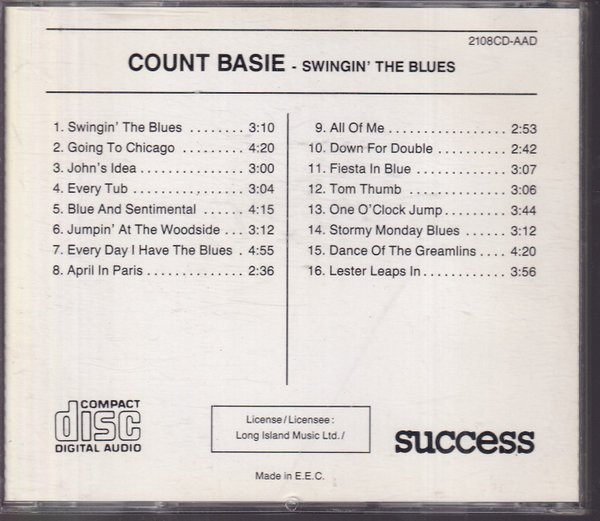 2108CD-AAD
COUNT BASIE - SWINGIN' THE BLUES
1. Swingin' The Blues ........ 3:10
2. Going To Chicago ......... 4:20
3. John's Idea ............... 3:00
4. Every Tub ................ 3:04
5. Blue And Sentimental ...... 4:15
6. Jumpin' At The Woodside ... 3:12
7. Every Day I Have The Blues . 4:55
8. April In Paris .............. 2:36
9. All Of Me ................. 2:53
10. Down For Double .......... 2:42
11. Fiesta In Blue ............. 3:07
12. Tom Thumb .............. 3:06
13. One O'Clock Jump ......... 3:44
14. Stormy Monday Blues ...... 3:12
15. Dance Of The Greamlins .... 4:20
16. Lester Leaps In ............ 3:56
COMPACT
disc
DIGITAL AUDIO
License/Licensee:
Long Island Music Ltd./
success
Made in E.E.C.